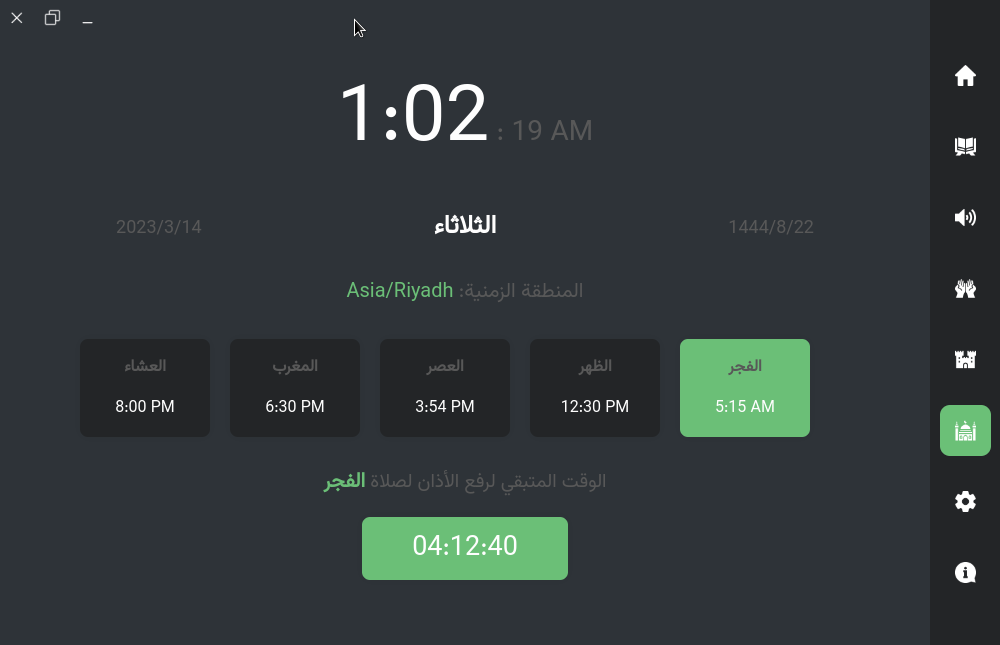 1:02 : 19 AM
1444/8/22
الثلاثاء
2023/3/14
المنطقة الزمنية: Asia/Riyadh
الفجر
5:15 AM
الظهر
12:30 PM
العصر
3:54 PM
المغرب
6:30 PM
العشاء
8:00 PM
الوقت المتبقي لرفع الأذان لصلاة الفجر
04:12:40